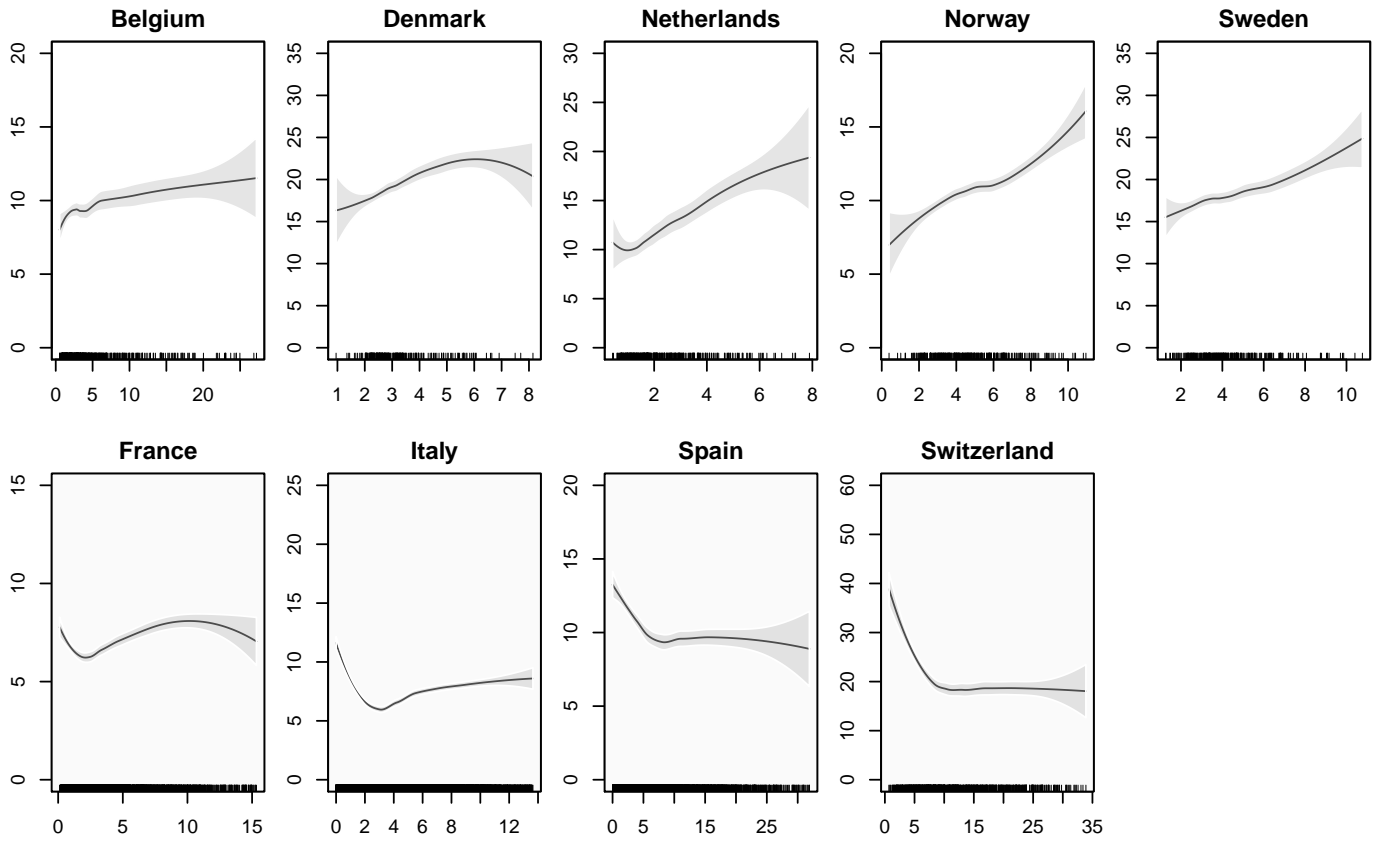 Belgium Denmark Netherlands Norway Sweden
0 5 10 15 20
0 5 10 20
0 5 10 15 20 25 30 35
1 2 3 4 5 6 7 8
0 5 10 15 20 25 30
2 4 6 8
0 5 10 15 20
0 2 4 6 8 10
0 5 10 15 20 25 30 35
2 4 6 8 10
France Italy Spain Switzerland
0 5 10 15
0 5 10 15
0 5 10 15 20 25
0 2 4 6 8 12
0 5 10 15 20
0 5 15 25
0 10 20 30 40 50 60
0 5 15 25 35